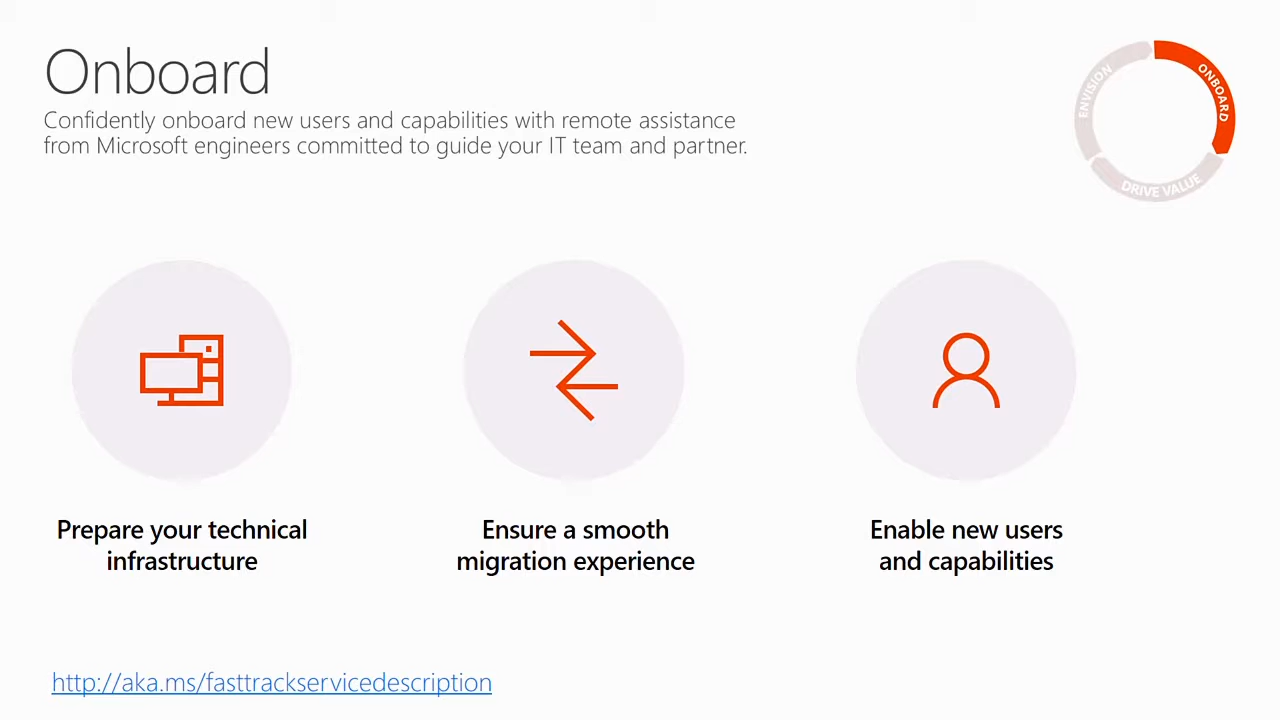 Onboard
Confidently onboard new users and capabilities with remote assistance
from Microsoft engineers committed to guide your IT team and partner.
ENVISION
ONBOARD
DRIVE VALUE
Prepare your technical
infrastructure
Ensure a smooth
migration experience
Enable new users
and capabilities
http://aka.ms/fasttrackservicedescription